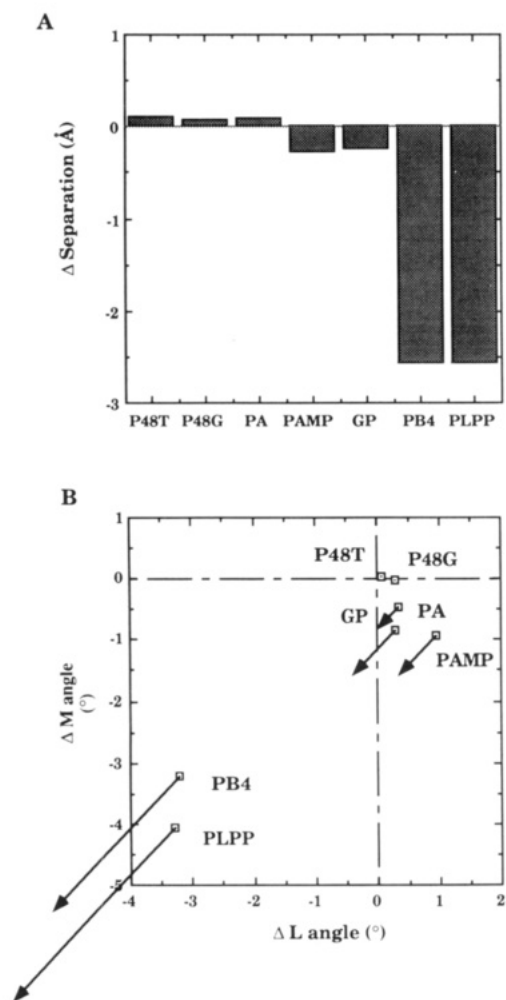 A
1
0
-1
-2
-3
Δ Separation (Å)
P48T P48G PA PAMP GP PB4 PLPP
B
1
0
-1
-2
-3
-4
-5
Δ M angle
(°)
P48T P48G
GP PA
PAMP
PB4
PLPP
-4 -3 -2 -1 0 1 2
Δ L angle (°)